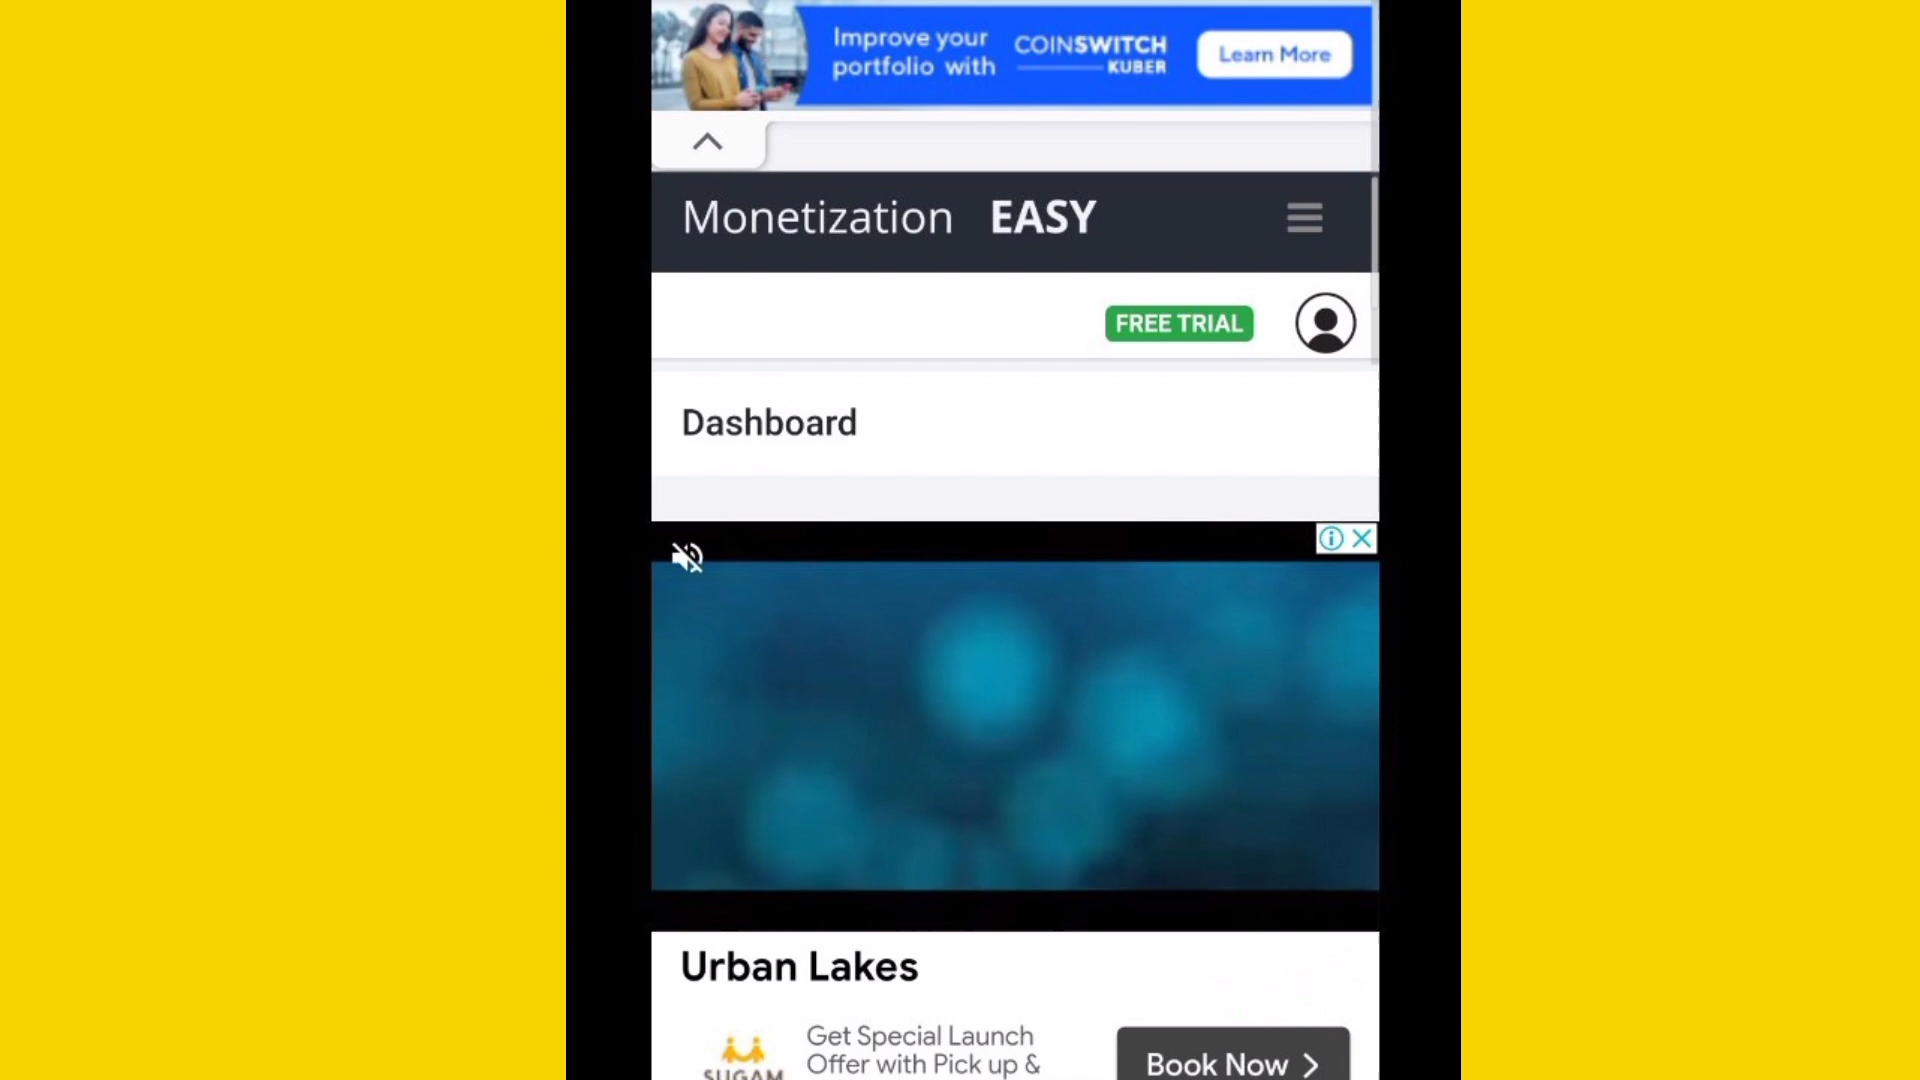 Improve your
portfolio with
COINSWITCH
KUBER
Learn More
Monetization EASY
FREE TRIAL
Dashboard
Urban Lakes
Get Special Launch
Offer with Pick up &
SUGAM
Book Now